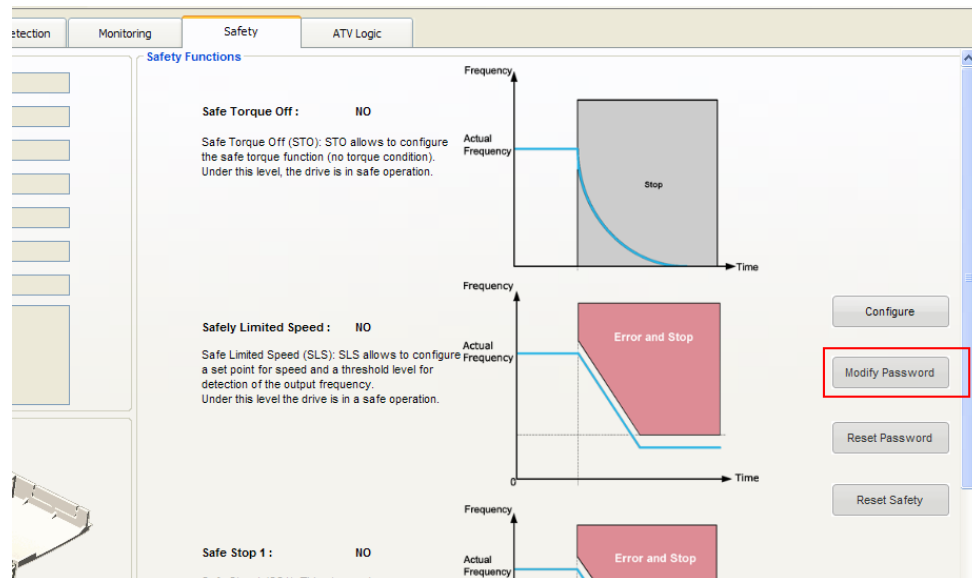 etection
Monitoring
Safety
ATV Logic
Safety Functions
Safe Torque Off :
NO
Safe Torque Off (STO): STO allows to configure
the safe torque function (no torque condition).
Under this level, the drive is in safe operation.
Frequency
Actual
Frequency
Stop
Time
Safely Limited Speed :
NO
Safe Limited Speed (SLS): SLS allows to configure
a set point for speed and a threshold level for
detection of the output frequency.
Under this level the drive is in a safe operation.
Frequency
Actual
Frequency
Error and Stop
0
Time
Configure
Modify Password
Reset Password
Reset Safety
Safe Stop 1 :
NO
Frequency
Actual
Frequency
Error and Stop